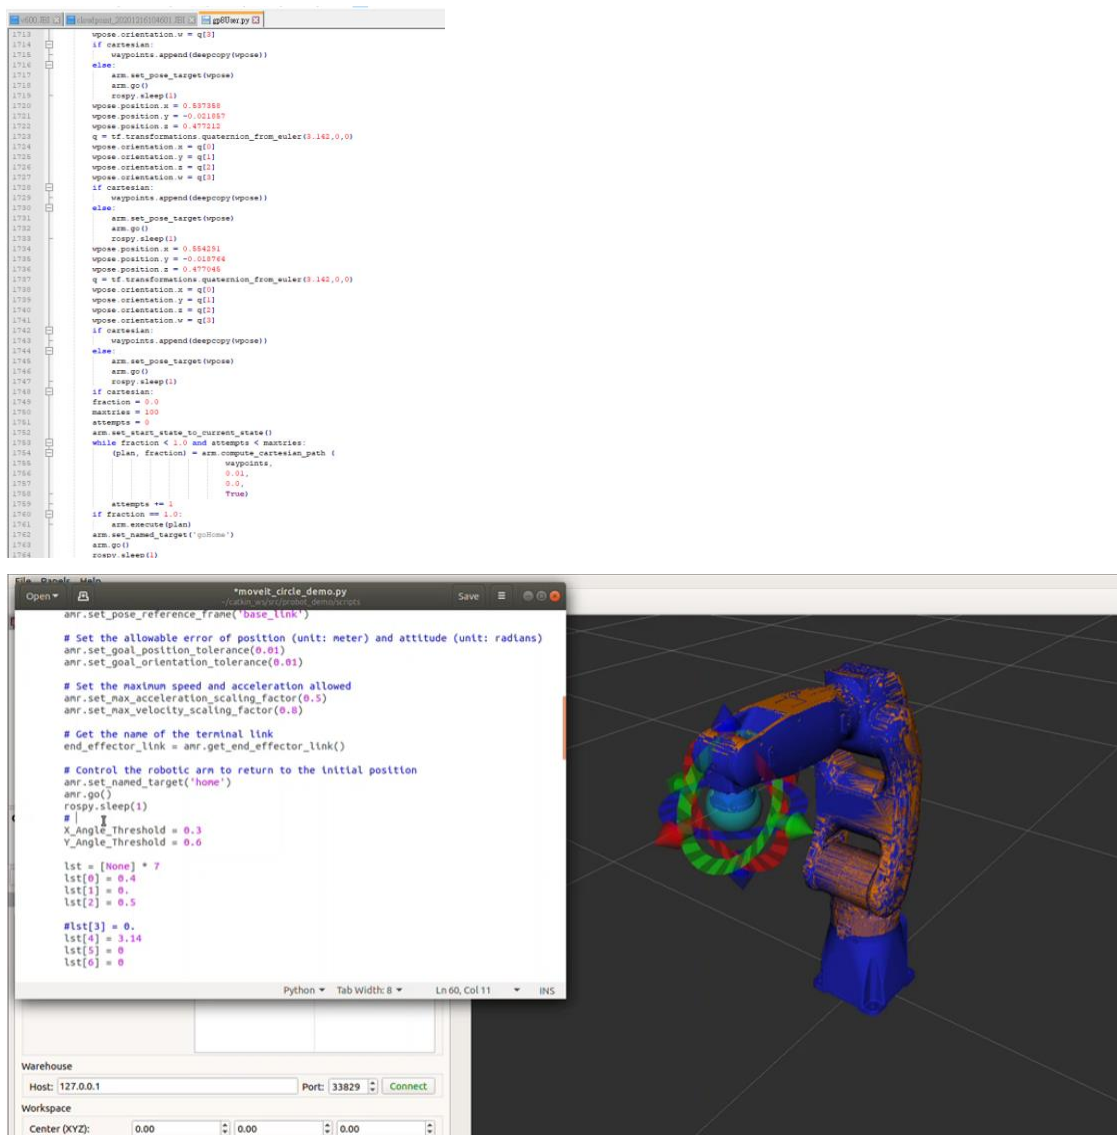 v600.JBI cloudpoint_20201216104601.JBI gp8User.py
1713 wpose.orientation.w = q[3]
1714 if cartesian:
1715 waypoints.append(deepcopy(wpose))
1716 else:
1717 arm.set_pose_target(wpose)
1718 arm.go()
1719 rospy.sleep(1)
1720 wpose.position.x = 0.537358
1721 wpose.position.y = -0.021857
1722 wpose.position.z = 0.477212
1723 q = tf.transformations.quaternion_from_euler(3.142,0,0)
1724 wpose.orientation.x = q[0]
1725 wpose.orientation.y = q[1]
1726 wpose.orientation.z = q[2]
1727 wpose.orientation.w = q[3]
1728 if cartesian:
1729 waypoints.append(deepcopy(wpose))
1730 else:
1731 arm.set_pose_target(wpose)
1732 arm.go()
1733 rospy.sleep(1)
1734 wpose.position.x = 0.554291
1735 wpose.position.y = -0.018764
1736 wpose.position.z = 0.477045
1737 q = tf.transformations.quaternion_from_euler(3.142,0,0)
1738 wpose.orientation.x = q[0]
1739 wpose.orientation.y = q[1]
1740 wpose.orientation.z = q[2]
1741 wpose.orientation.w = q[3]
1742 if cartesian:
1743 waypoints.append(deepcopy(wpose))
1744 else:
1745 arm.set_pose_target(wpose)
1746 arm.go()
1747 rospy.sleep(1)
1748 if cartesian:
1749 fraction = 0.0
1750 maxtries = 100
1751 attempts = 0
1752 arm.set_start_state_to_current_state()
1753 while fraction < 1.0 and attempts < maxtries:
1754 (plan, fraction) = arm.compute_cartesian_path (
1755 waypoints,
1756 0.01,
1757 0.0,
1758 True)
1759 attempts += 1
1760 if fraction == 1.0:
1761 arm.execute(plan)
1762 arm.set_named_target('goHome')
1763 arm.go()
1764 rospy.sleep(1)
File Panels Help
Open *moveit_circle_demo.py Save
~/catkin_ws/src/probot_demo/scripts
amr.set_pose_reference_frame('base_link')
# Set the allowable error of position (unit: meter) and attitude (unit: radians)
amr.set_goal_position_tolerance(0.01)
amr.set_goal_orientation_tolerance(0.01)
# Set the maximum speed and acceleration allowed
amr.set_max_acceleration_scaling_factor(0.5)
amr.set_max_velocity_scaling_factor(0.8)
# Get the name of the terminal link
end_effector_link = amr.get_end_effector_link()
# Control the robotic arm to return to the initial position
amr.set_named_target('home')
amr.go()
rospy.sleep(1)
#
X_Angle_Threshold = 0.3
Y_Angle_Threshold = 0.6
lst = [None] * 7
lst[0] = 0.4
lst[1] = 0.
lst[2] = 0.5
#lst[3] = 0.
lst[4] = 3.14
lst[5] = 0
lst[6] = 0
Python Tab Width: 8 Ln 60, Col 11 INS
Warehouse
Host: 127.0.0.1 Port: 33829 Connect
Workspace
Center (XYZ): 0.00 0.00 0.00